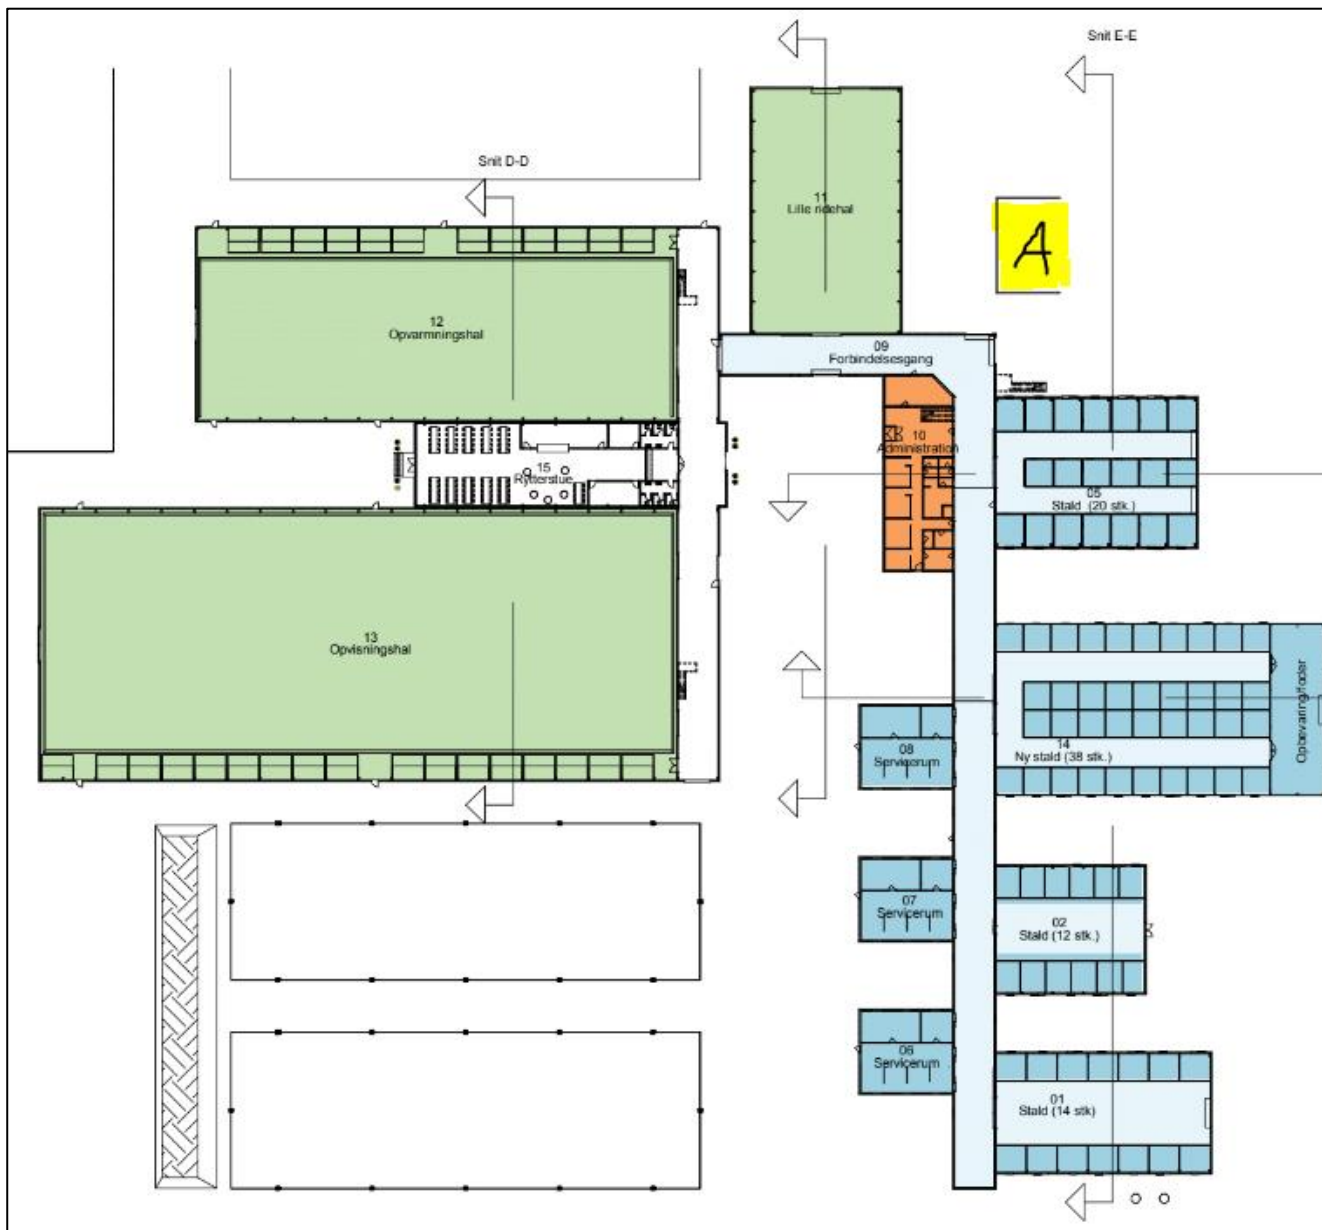 Snit E-E
Snit D-D
11
Lille ridehal
A
12
Opvarmningshal
09
Forbindelsesgang
10
Administration
15
Rytterstue
05
Stald (20 stk.)
13
Opvisningshal
Opbevaring/foder
14
Ny stald (38 stk.)
08
Servicerum
07
Servicerum
02
Stald (12 stk.)
06
Servicerum
01
Stald (14 stk)